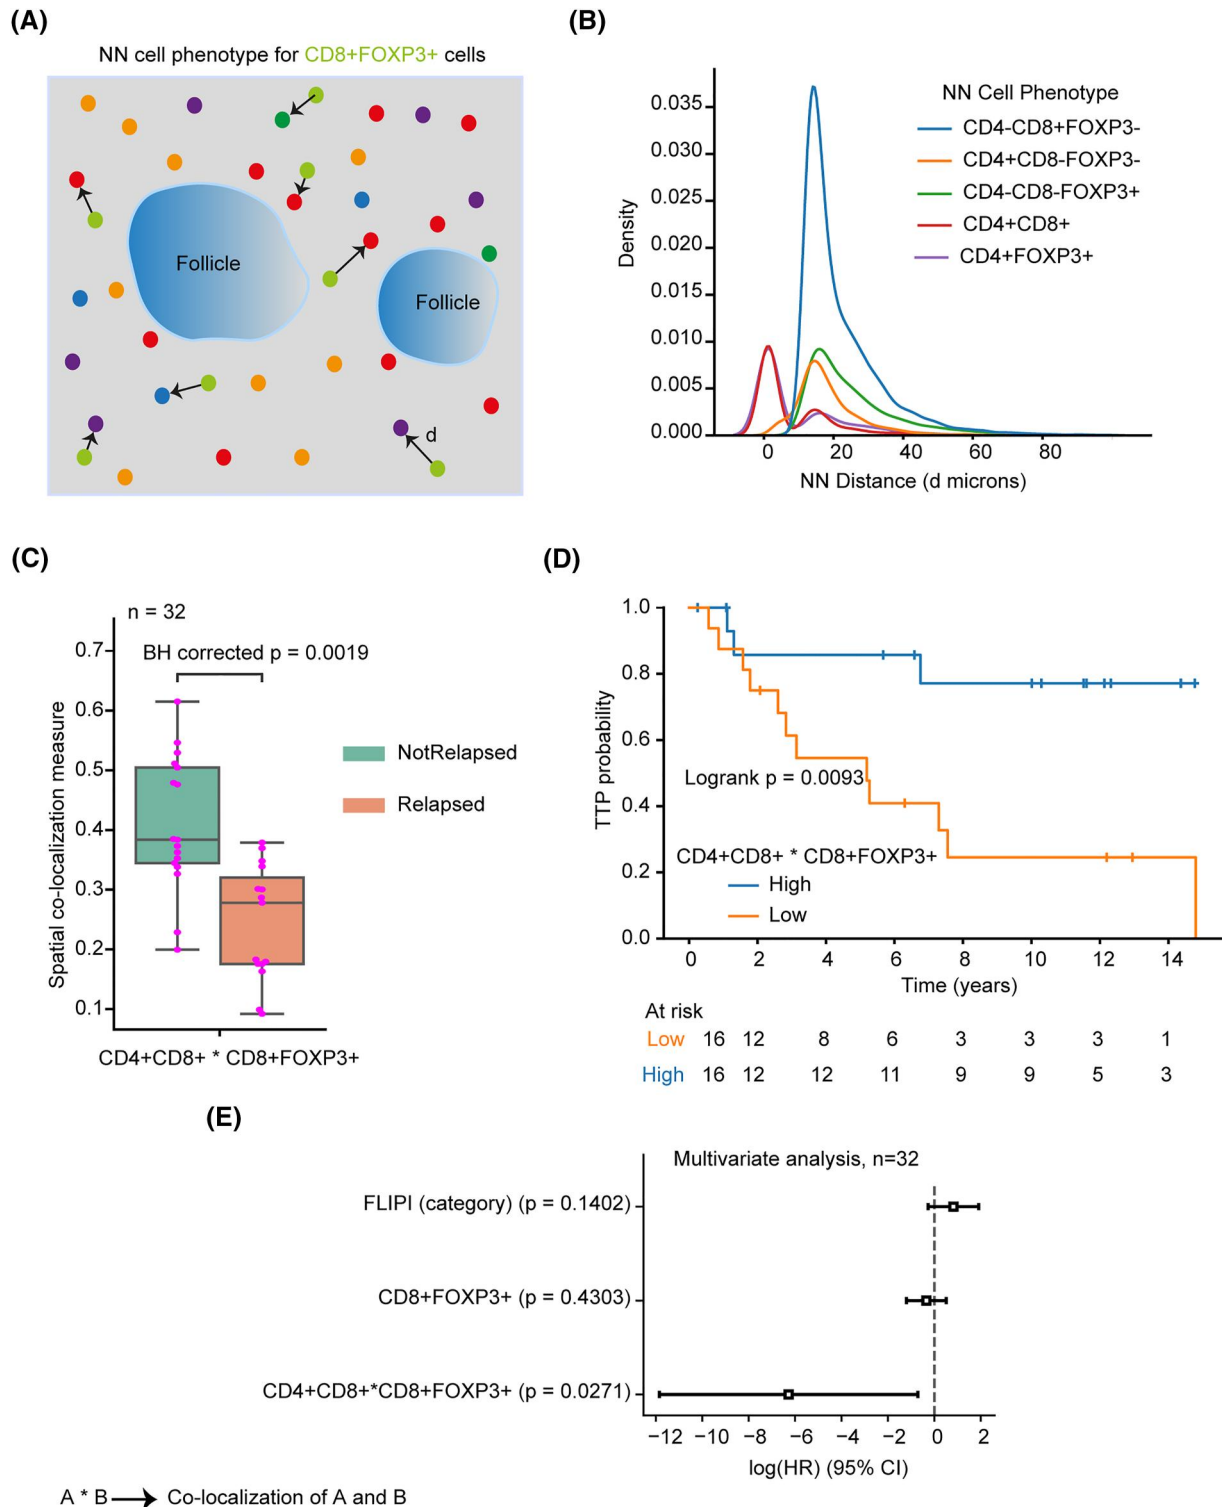 (A)
NN cell phenotype for CD8+FOXP3+ cells
Follicle
Follicle
d
(B)
NN Cell Phenotype
CD4-CD8+FOXP3-
CD4+CD8-FOXP3-
CD4-CD8-FOXP3+
CD4+CD8+
CD4+FOXP3+
Density
0.035
0.030
0.025
0.020
0.015
0.010
0.005
0.000
0 20 40 60 80
NN Distance (d microns)
(C)
n = 32
BH corrected p = 0.0019
Spatial co-localization measure
0.7
0.6
0.5
0.4
0.3
0.2
0.1
NotRelapsed
Relapsed
CD4+CD8+ * CD8+FOXP3+
(D)
TTP probability
1.0
0.8
0.6
0.4
0.2
0.0
Logrank p = 0.0093
CD4+CD8+ * CD8+FOXP3+
High
Low
0 2 4 6 8 10 12 14
Time (years)
At risk
Low 16 12 8 6 3 3 3 1
High 16 12 12 11 9 9 5 3
(E)
Multivariate analysis, n=32
FLIPI (category) (p = 0.1402)
CD8+FOXP3+ (p = 0.4303)
CD4+CD8+*CD8+FOXP3+ (p = 0.0271)
−12 −10 −8 −6 −4 −2 0 2
log(HR) (95% CI)
A * B Co-localization of A and B